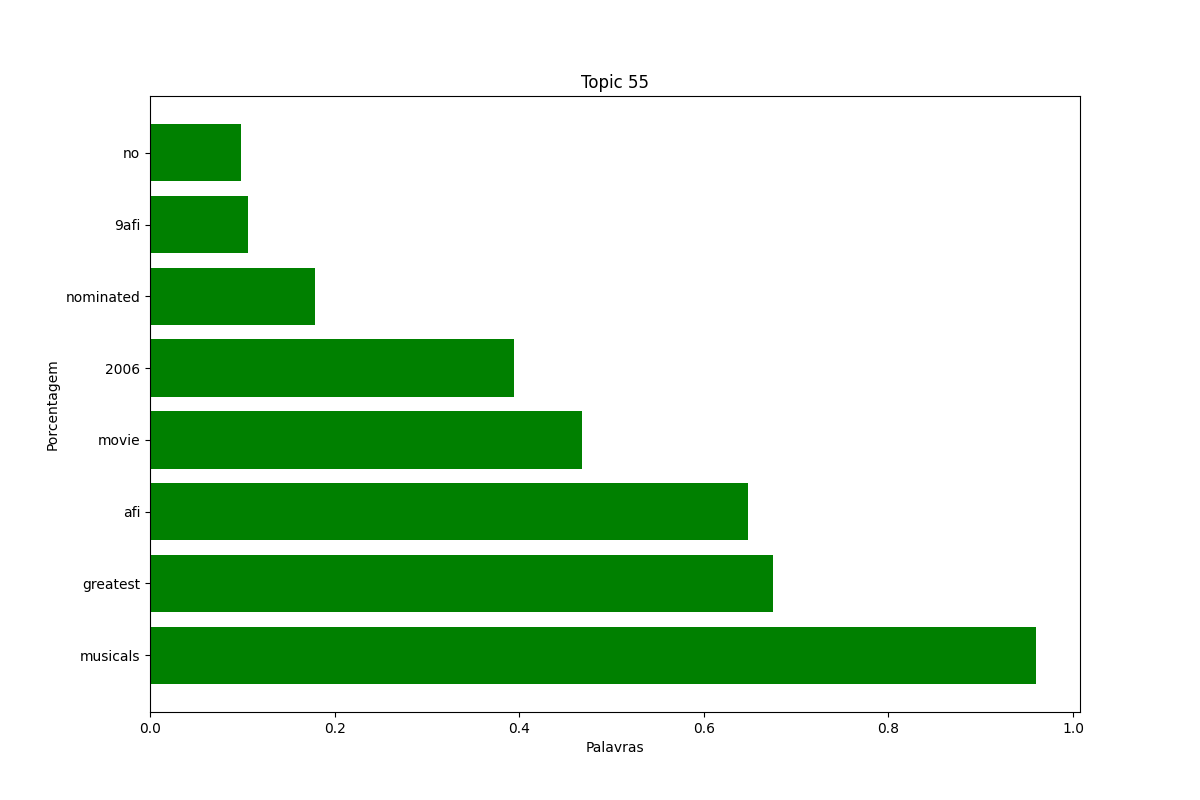 Topic 55
no
9afi
nominated
2006
movie
afi
greatest
musicals
Porcentagem
0.0 0.2 0.4 0.6 0.8 1.0
Palavras